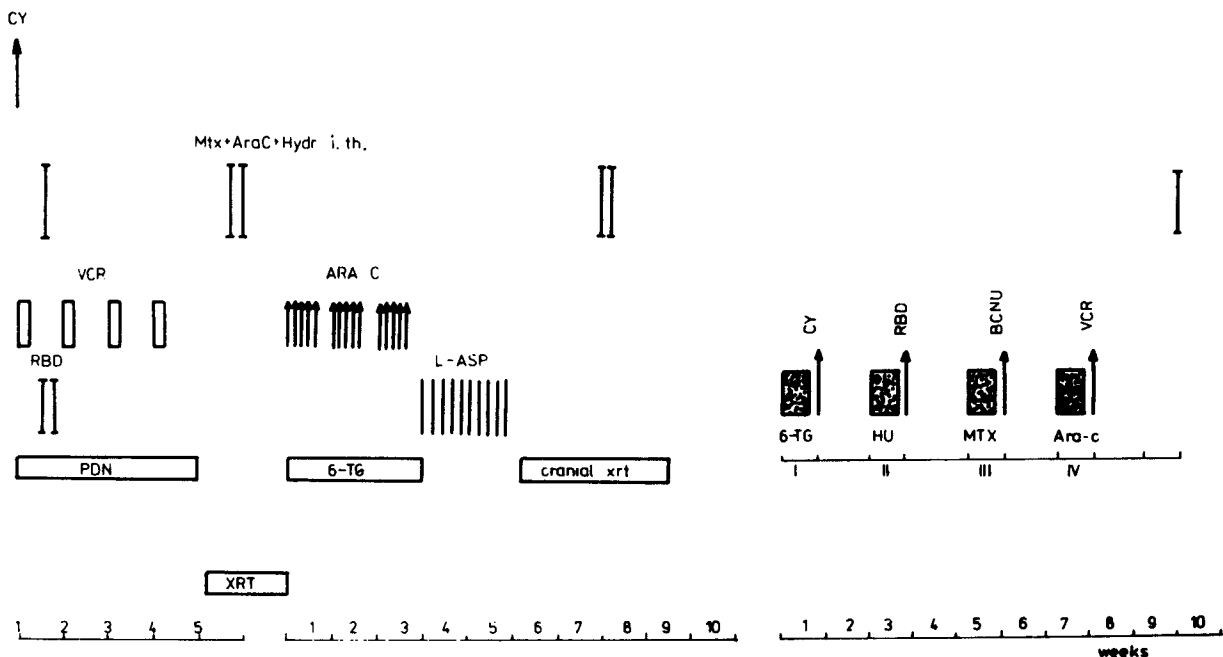 CY
Mtx+AraC+Hydr i.th.
VCR
ARA C
CY
RBD
BCNU
VCR
RBD
L-ASP
6-TG
HU
MTX
Ara-c
PDN
6-TG
cranial xrt
I
II
III
IV
XRT
1 2 3 4 5
1 2 3 4 5 6 7 8 9 10
1 2 3 4 5 6 7 8 9 10
weeks